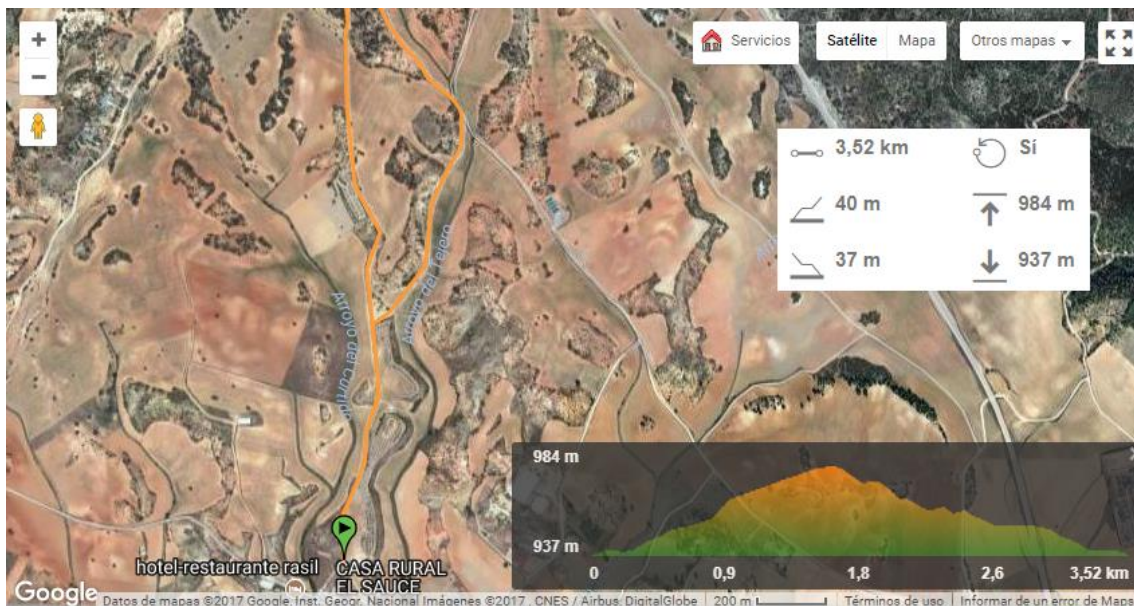 +
−
Servicios
Satélite
Mapa
Otros mapas
3,52 km
Sí
40 m
984 m
37 m
937 m
Arroyo del Tejero
984 m
937 m
0
0,9
1,8
2,6
3,52 km
hotel-restaurante rasil
CASA RURAL
EL SAUCE
Google
Datos de mapas ©2017 Google, Inst. Geogr. Nacional Imágenes ©2017 , CNES / Airbus, DigitalGlobe
200 m
Términos de uso
Informar de un error de Maps